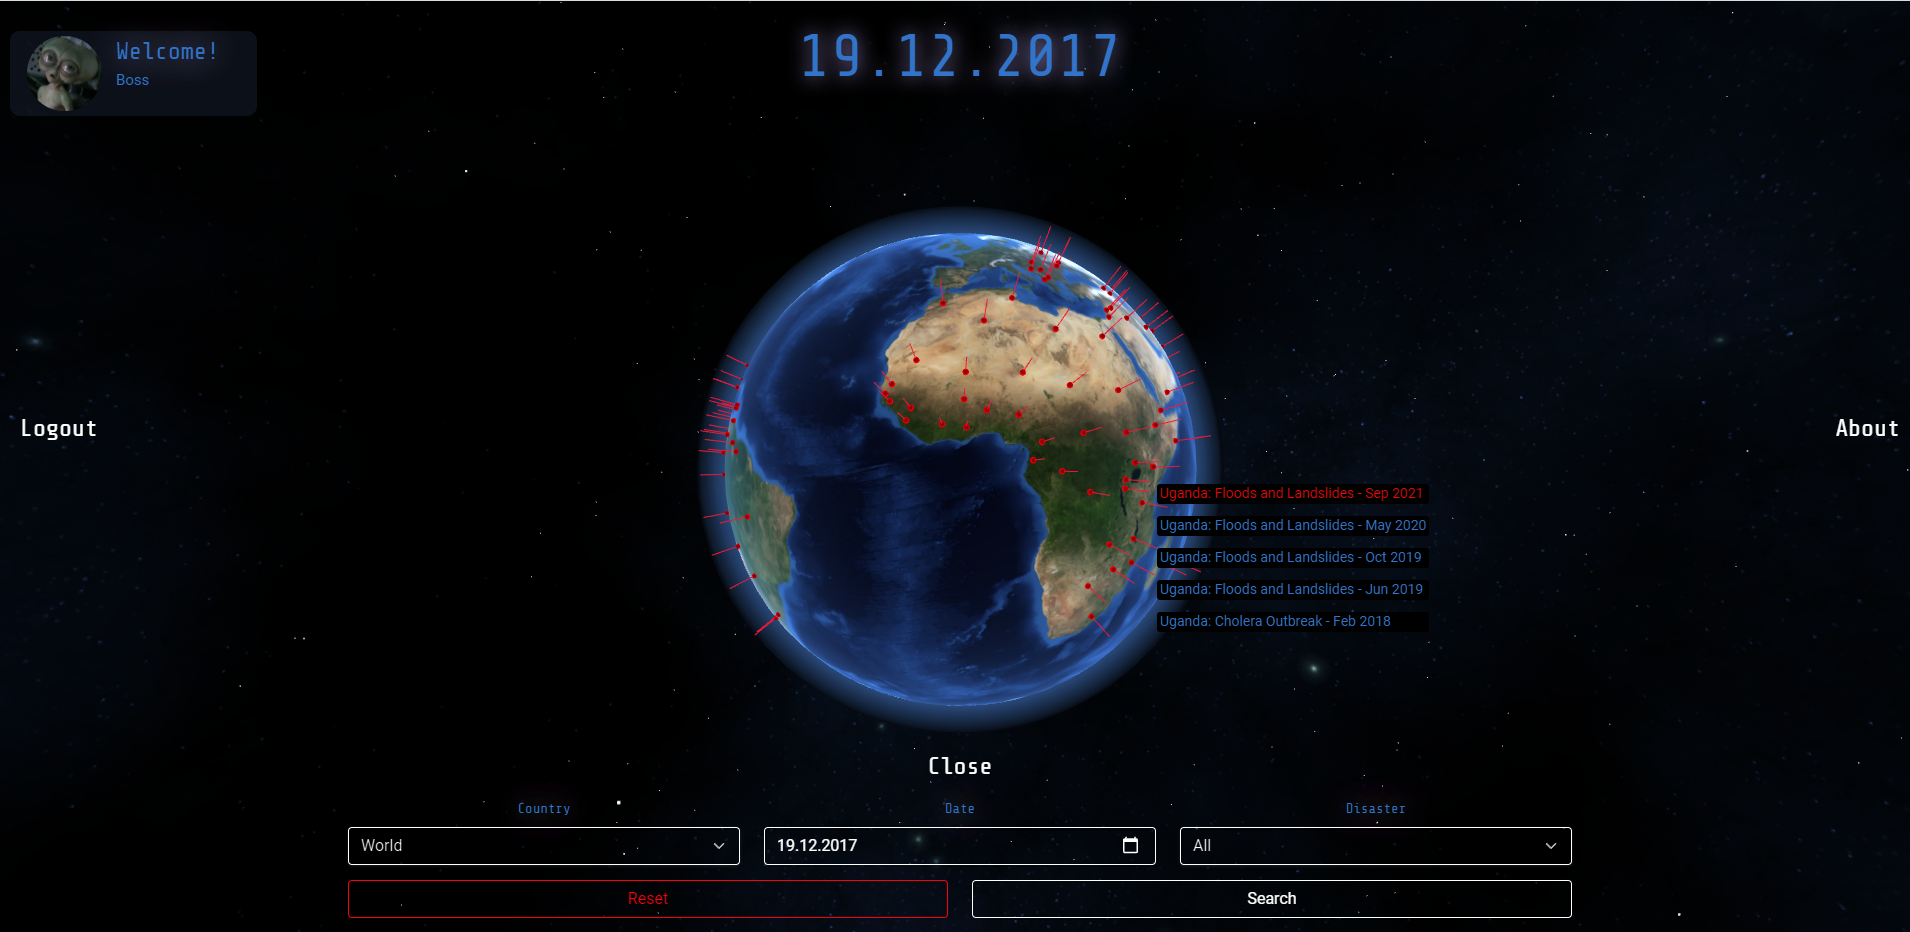 Welcome!
Boss
19.12.2017
Logout
About
Uganda: Floods and Landslides - Sep 2021
Uganda: Floods and Landslides - May 2020
Uganda: Floods and Landslides - Oct 2019
Uganda: Floods and Landslides - Jun 2019
Uganda: Cholera Outbreak - Feb 2018
Close
Country
Date
Disaster
World
19.12.2017
All
Reset
Search